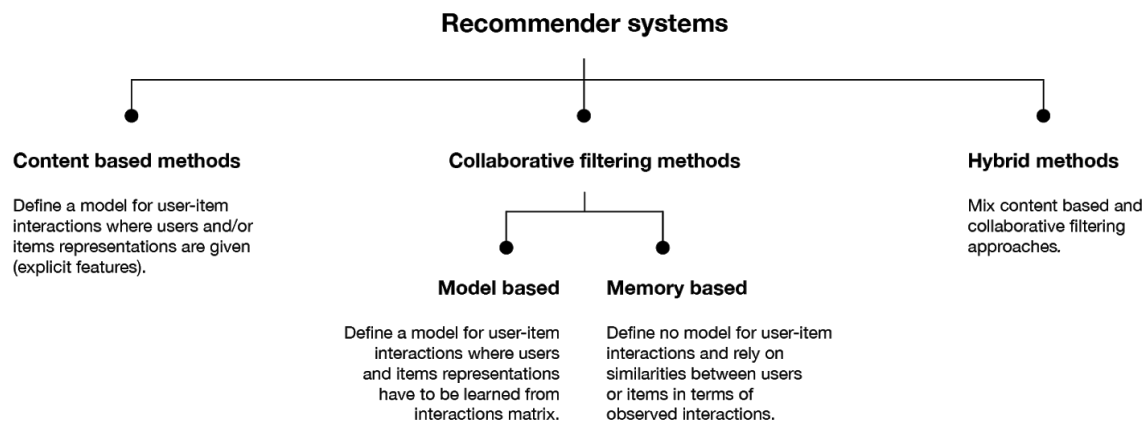 Recommender systems
Content based methods
Define a model for user-item
interactions where users and/or
items representations are given
(explicit features).
Collaborative filtering methods
Model based
Define a model for user-item
interactions where users
and items representations
have to be learned from
interactions matrix.
Memory based
Define no model for user-item
interactions and rely on
similarities between users
or items in terms of
observed interactions.
Hybrid methods
Mix content based and
collaborative filtering
approaches.